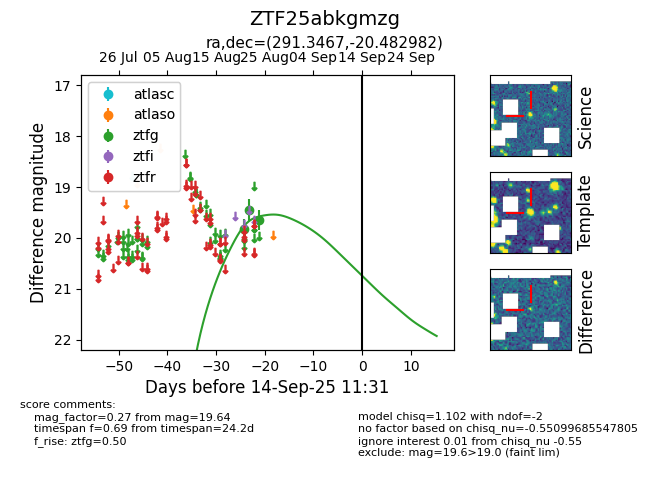 ZTF25abkgmzg
ra,dec=(291.3467,-20.482982)
26 Jul 05 Aug15 Aug25 Aug04 Sep14 Sep24 Sep
17
18
19
20
21
22
Difference magnitude
atlasc
atlaso
ztfg
ztfi
ztfr
−50 −40 −30 −20 −10 0 10
Days before 14-Sep-25 11:31
Science
Template
Difference
score comments:
mag_factor=0.27 from mag=19.64
timespan f=0.69 from timespan=24.2d
f_rise: ztfg=0.50
model chisq=1.102 with ndof=-2
no factor based on chisq_nu=-0.55099685547805
ignore interest 0.01 from chisq_nu -0.55
exclude: mag=19.6>19.0 (faint lim)